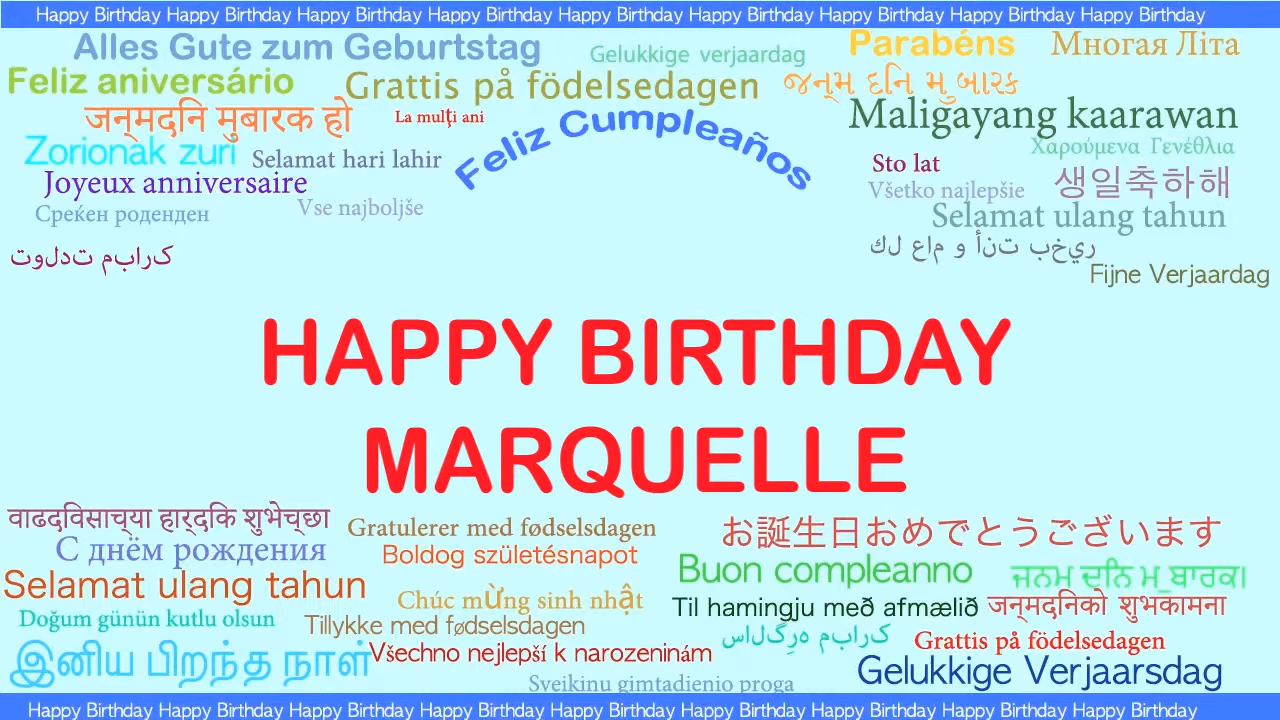 Happy Birthday Happy Birthday Happy Birthday Happy Birthday Happy Birthday Happy Birthday Happy Birthday Happy Birthday Happy Birthday
Alles Gute zum Geburtstag
Gelukkige verjaardag
Parabéns
Многая Літа
Feliz aniversário
Grattis på födelsedagen
જન્મ દિન મુબારક
जन्मदिन मुबारक हो
La mulţi ani
Feliz Cumpleaños
Maligayang kaarawan
Zorionak zuri
Selamat hari lahir
Χαρούμενα Γενέθλια
Sto lat
Joyeux anniversaire
Všetko najlepšie
생일축하해
Среќен роденден
Vse najboljše
Selamat ulang tahun
تولدت مبارک
كل عام و أنت بخير
Fijne Verjaardag
HAPPY BIRTHDAY
MARQUELLE
वाढदिवसाच्या हार्दिक शुभेच्छा
Gratulerer med fødselsdagen
お誕生日おめでとうございます
С днём рождения
Boldog születésnapot
Buon compleanno
ਜਨਮ ਦਿਨ ਮੁਬਾਰਕ।
Selamat ulang tahun
Chúc mừng sinh nhật
Til hamingju með afmælið
जन्मदिनको शुभकामना
Doğum günün kutlu olsun
Tillykke med fødselsdagen
سالگرہ مبارک
Grattis på födelsedagen
இனிய பிறந்த நாள்
Všechno nejlepší k narozeninám
Gelukkige Verjaarsdag
Sveikinu gimtadienio proga
Happy Birthday Happy Birthday Happy Birthday Happy Birthday Happy Birthday Happy Birthday Happy Birthday Happy Birthday Happy Birthday